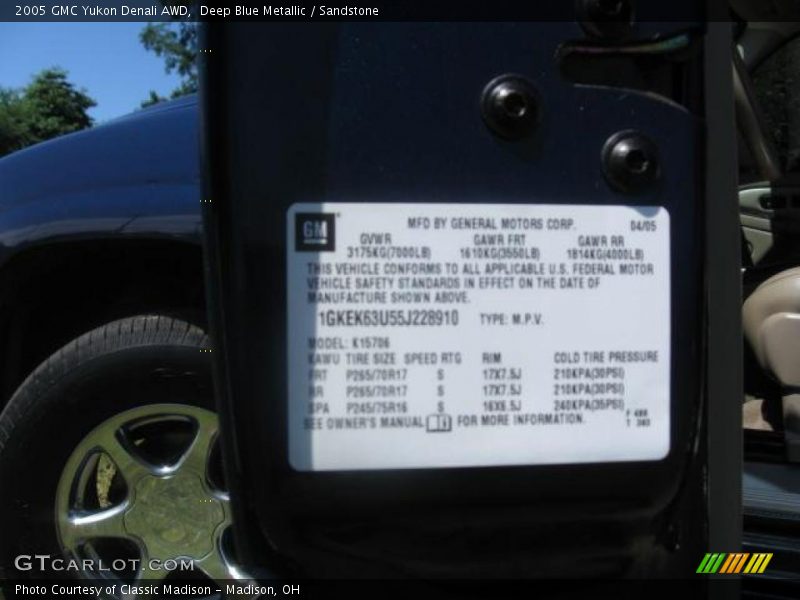 2005 GMC Yukon Denali AWD, Deep Blue Metallic / Sandstone
GM
MFD BY GENERAL MOTORS CORP. 04/05
GVWR GAWR FRT GAWR RR
3175KG(7000LB) 1610KG(3550LB) 1814KG(4000LB)
THIS VEHICLE CONFORMS TO ALL APPLICABLE U.S. FEDERAL MOTOR
VEHICLE SAFETY STANDARDS IN EFFECT ON THE DATE OF
MANUFACTURE SHOWN ABOVE.
1GKEK63U55J228910 TYPE: M.P.V.
MODEL: K15706
KAWU TIRE SIZE SPEED RTG RIM COLD TIRE PRESSURE
FRT P265/70R17 S 17X7.5J 210KPA(30PSI)
RR P265/70R17 S 17X7.5J 210KPA(30PSI)
SPA P245/75R16 S 16X6.5J 240KPA(35PSI)
SEE OWNER'S MANUAL FOR MORE INFORMATION.
GTCARLOT.COM
Photo Courtesy of Classic Madison – Madison, OH